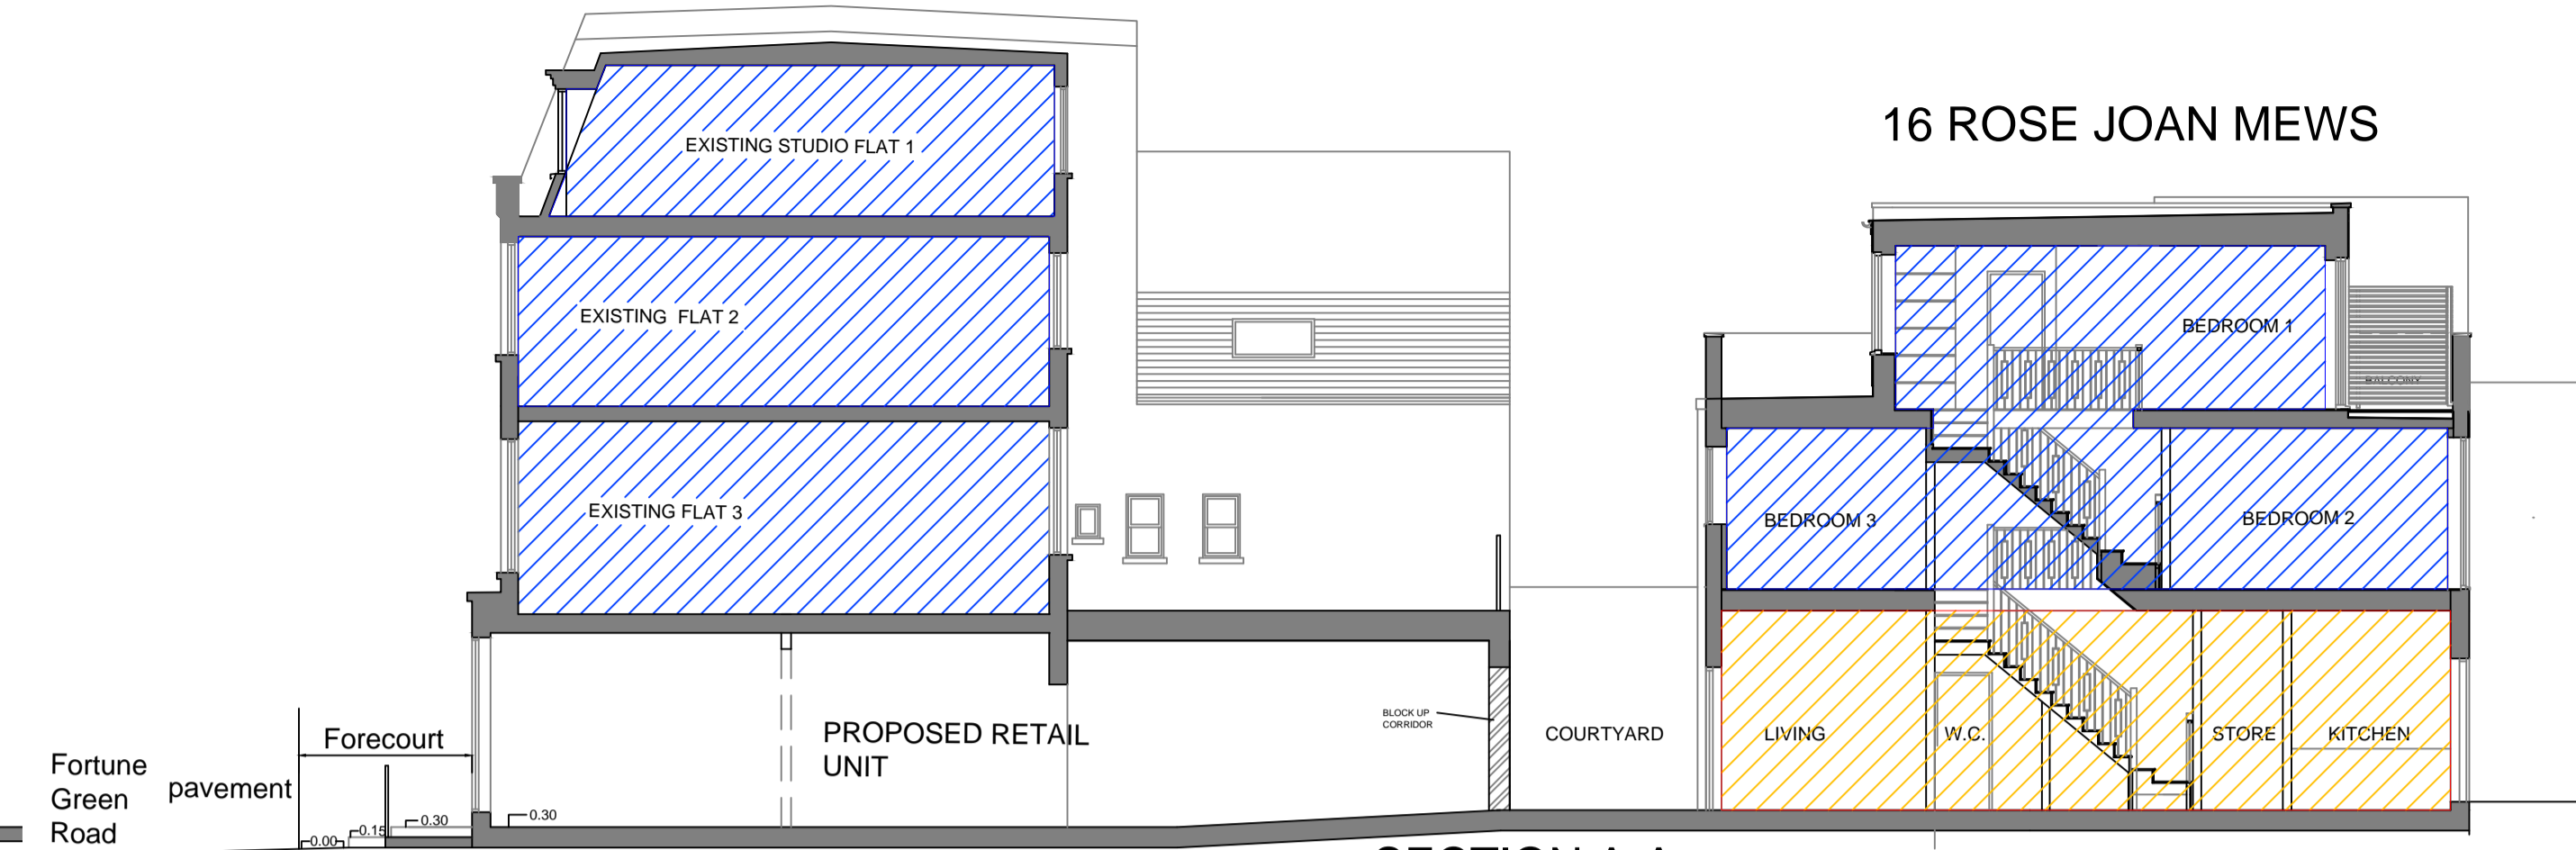 16 ROSE JOAN MEWS
EXISTING STUDIO FLAT 1
EXISTING FLAT 2
BEDROOM 1
BALCONY
EXISTING FLAT 3
BEDROOM 3
BEDROOM 2
BLOCK UP
CORRIDOR
PROPOSED RETAIL
UNIT
COURTYARD
LIVING
W.C.
STORE
KITCHEN
Forecourt
Fortune
Green
Road
pavement
0.00
0.15
0.30
0.30
SECTION A-A